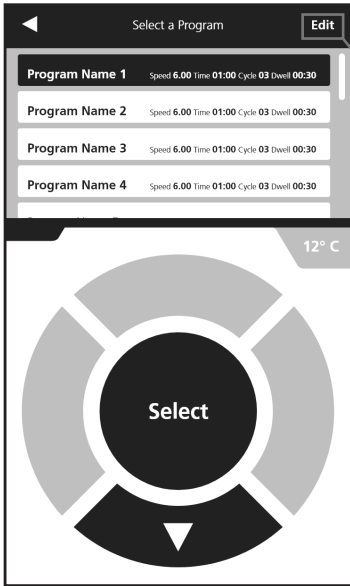 Select a Program
Edit
Program Name 1 Speed 6.00 Time 01:00 Cycle 03 Dwell 00:30
Program Name 2 Speed 6.00 Time 01:00 Cycle 03 Dwell 00:30
Program Name 3 Speed 6.00 Time 01:00 Cycle 03 Dwell 00:30
Program Name 4 Speed 6.00 Time 01:00 Cycle 03 Dwell 00:30
12° C
Select